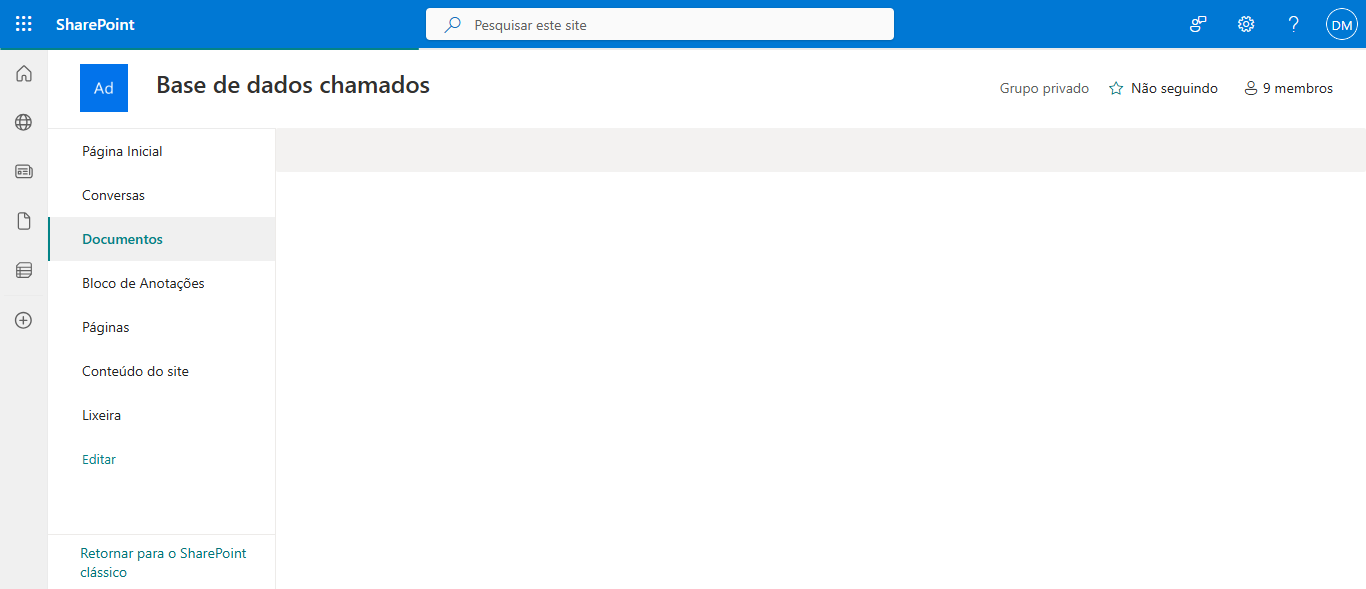 SharePoint
Pesquisar este site
?
DM
Ad
Base de dados chamados
Grupo privado
Não seguindo
9 membros
Página Inicial
Conversas
Documentos
Bloco de Anotações
Páginas
Conteúdo do site
Lixeira
Editar
Retornar para o SharePoint
clássico